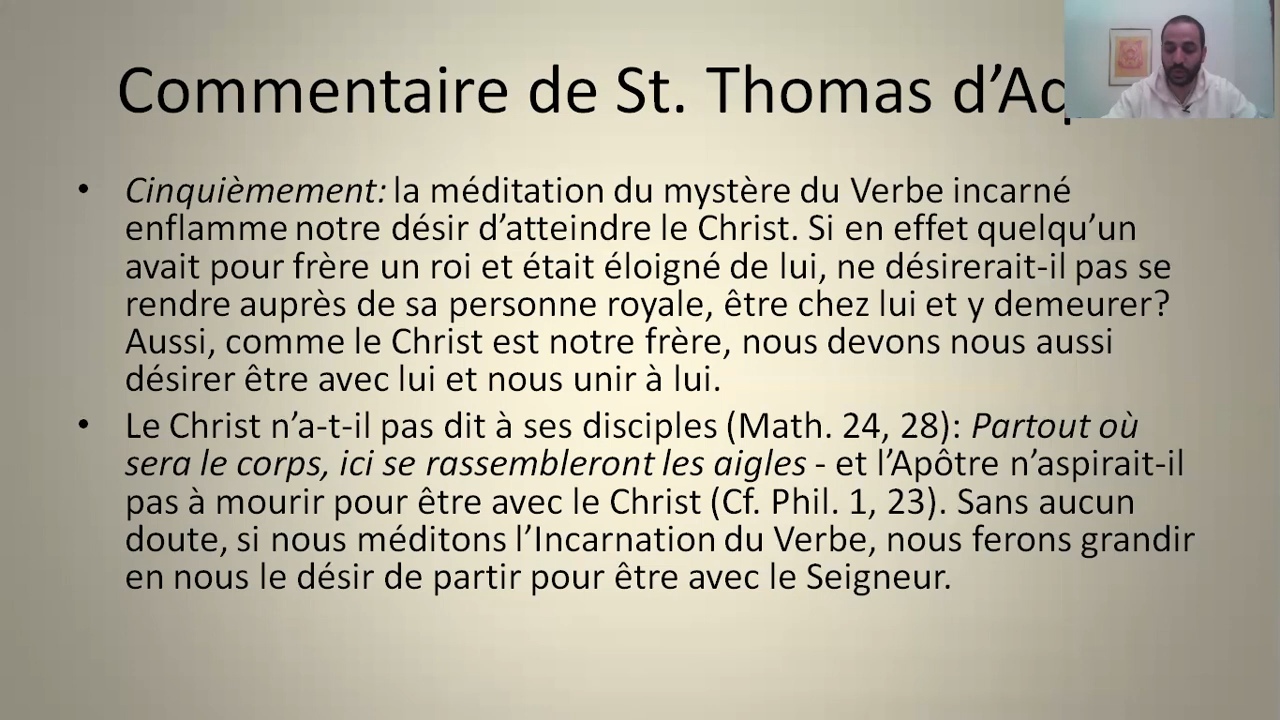 Commentaire de St. Thomas
• Cinquièmement: la méditation du mystère du Verbe incarné
enflamme notre désir d’atteindre le Christ. Si en effet quelqu’un
avait pour frère un roi et était éloigné de lui, ne désirerait-il pas se
rendre auprès de sa personne royale, être chez lui et y demeurer?
Aussi, comme le Christ est notre frère, nous devons nous aussi
désirer être avec lui et nous unir à lui.
• Le Christ n’a-t-il pas dit à ses disciples (Math. 24, 28): Partout où
sera le corps, ici se rassembleront les aigles - et l’Apôtre n’aspirait-il
pas à mourir pour être avec le Christ (Cf. Phil. 1, 23). Sans aucun
doute, si nous méditons l’Incarnation du Verbe, nous ferons grandir
en nous le désir de partir pour être avec le Seigneur.